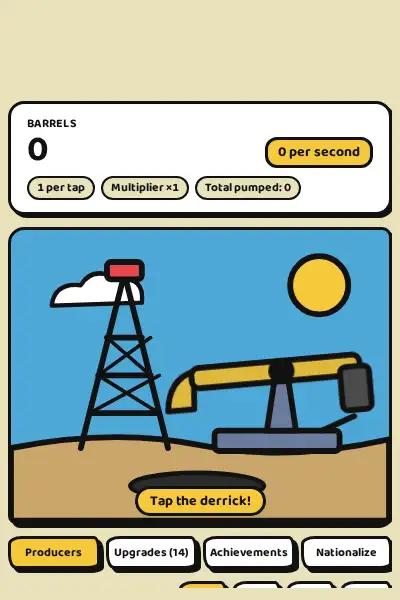 BARRELS
0
0 per second
1 per tap
Multiplier ×1
Total pumped: 0
Tap the derrick!
Producers
Upgrades (14)
Achievements
Nationalize